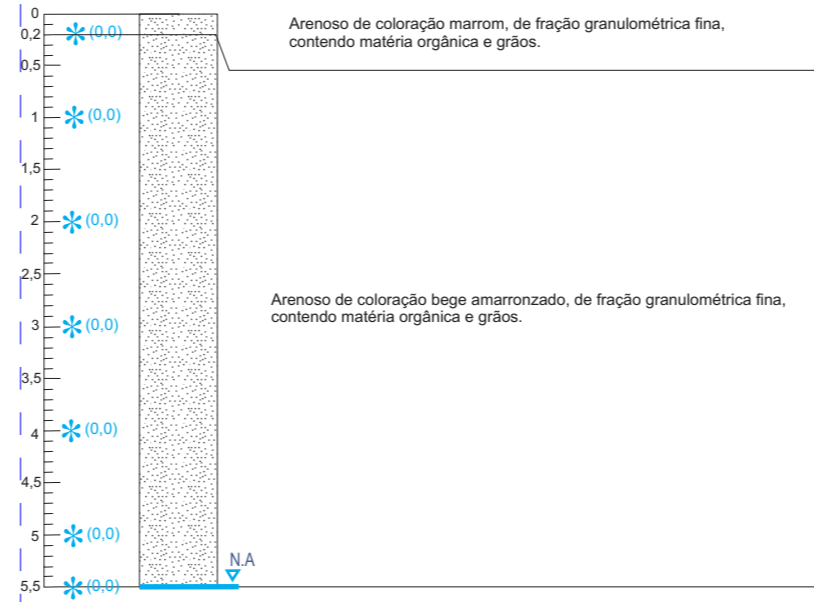 0
Arenoso de coloração marrom, de fração granulométrica fina,
contendo matéria orgânica e grãos.
0,2 (0,0)
0,5
1 (0,0)
1,5
2 (0,0)
2,5
Arenoso de coloração bege amarronzado, de fração granulométrica fina,
contendo matéria orgânica e grãos.
3 (0,0)
3,5
4 (0,0)
4,5
5 (0,0)
N.A
5,5 (0,0)